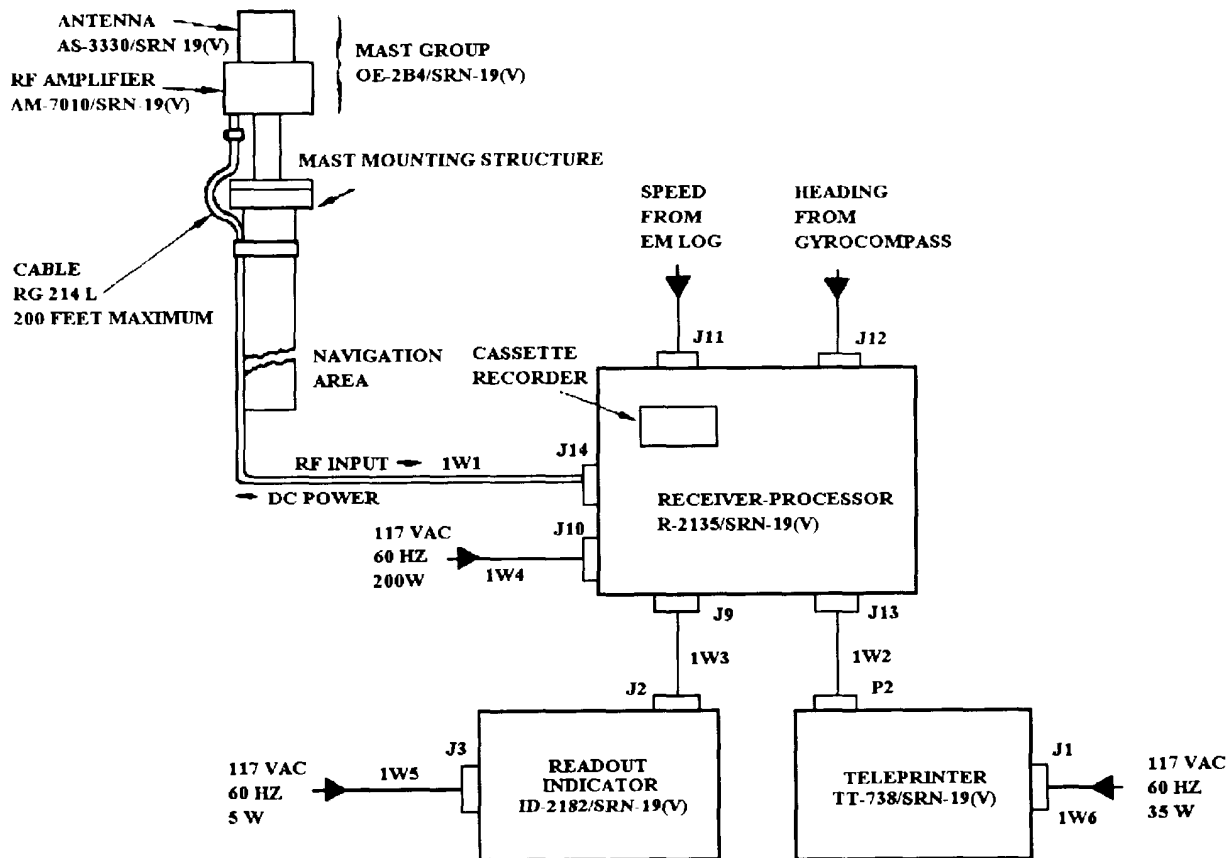 ANTENNA
AS-3330/SRN 19(V)
MAST GROUP
OE-2B4/SRN-19(V)
RF AMPLIFIER
AM-7010/SRN-19(V)
MAST MOUNTING STRUCTURE
CABLE
RG 214 L
200 FEET MAXIMUM
NAVIGATION
AREA
SPEED
FROM
EM LOG
HEADING
FROM
GYROCOMPASS
J11
J12
CASSETTE
RECORDER
J14
RF INPUT
1W1
DC POWER
RECEIVER-PROCESSOR
R-2135/SRN-19(V)
117 VAC
60 HZ
200W
J10
1W4
J9
J13
1W3
1W2
J2
P2
117 VAC
60 HZ
5 W
1W5
J3
READOUT
INDICATOR
ID-2182/SRN-19(V)
TELEPRINTER
TT-738/SRN-19(V)
J1
1W6
117 VAC
60 HZ
35 W